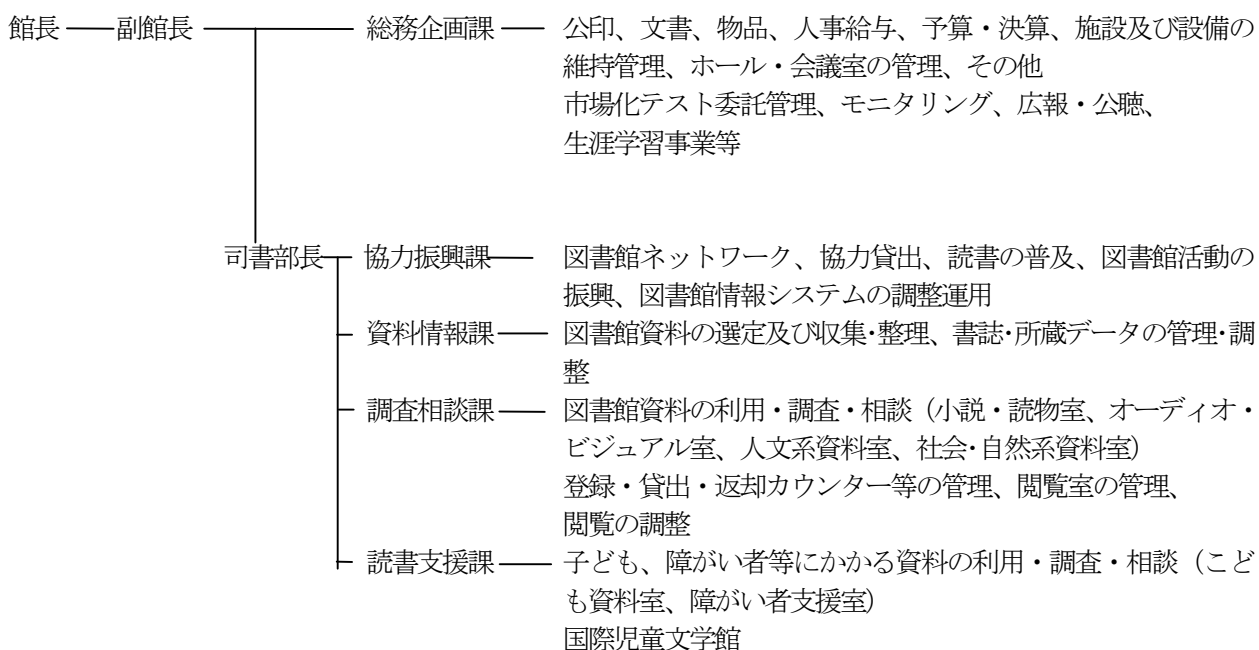 館長 副館長 総務企画課 公印、文書、物品、人事給与、予算・決算、施設及び設備の
維持管理、ホール・会議室の管理、その他
市場化テスト委託管理、モニタリング、広報・公聴、
生涯学習事業等
司書部長 協力振興課 図書館ネットワーク、協力貸出、読書の普及、図書館活動の
振興、図書館情報システムの調整運用
資料情報課 図書館資料の選定及び収集・整理、書誌・所蔵データの管理・調
整
調査相談課 図書館資料の利用・調査・相談（小説・読物室、オーディオ・
ビジュアル室、人文系資料室、社会・自然系資料室）
登録・貸出・返却カウンター等の管理、閲覧室の管理、
閲覧の調整
読書支援課 子ども、障がい者等にかかる資料の利用・調査・相談（こど
も資料室、障がい者支援室）
国際児童文学館